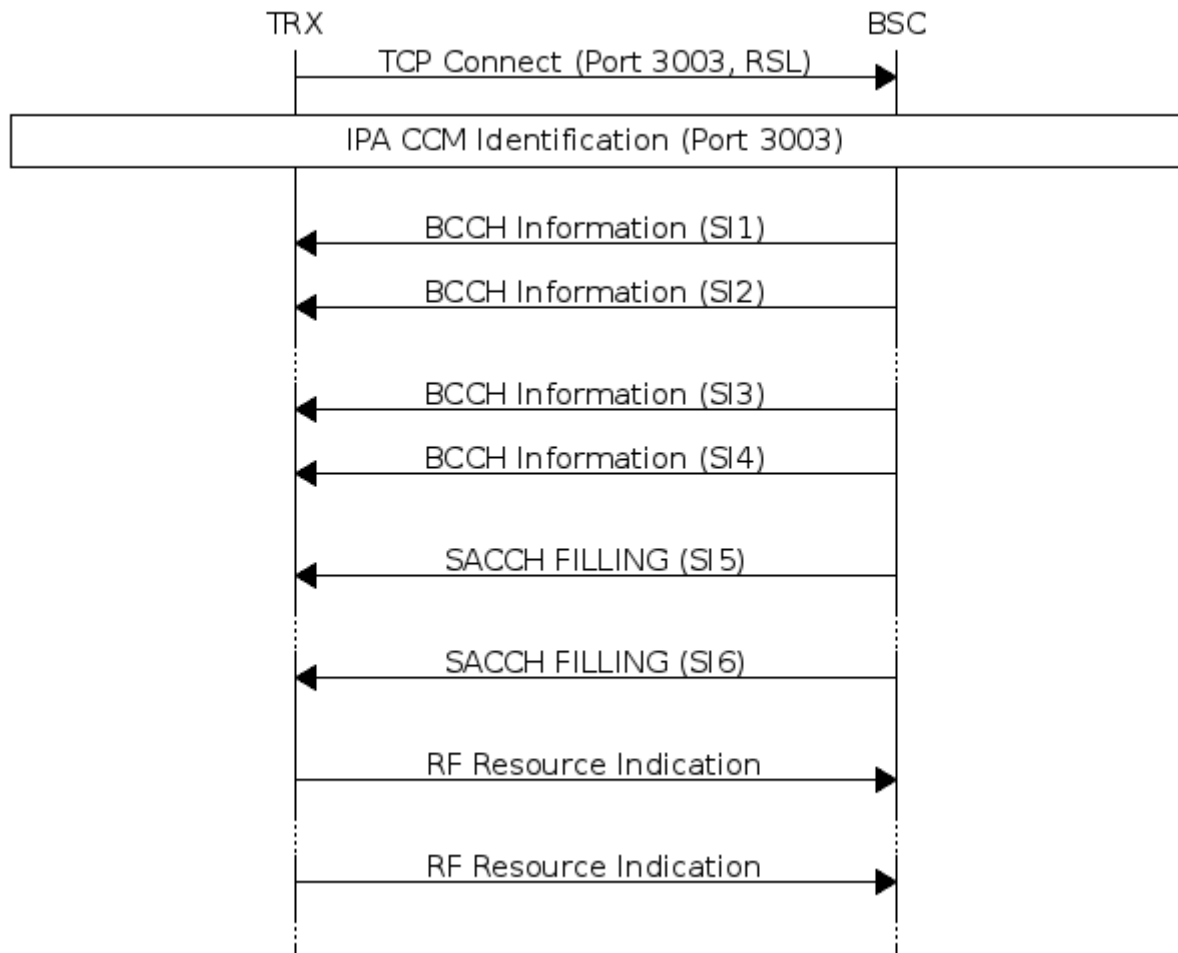 TRX BSC
TCP Connect (Port 3003, RSL)
IPA CCM Identification (Port 3003)
BCCH Information (SI1)
BCCH Information (SI2)
BCCH Information (SI3)
BCCH Information (SI4)
SACCH FILLING (SI5)
SACCH FILLING (SI6)
RF Resource Indication
RF Resource Indication